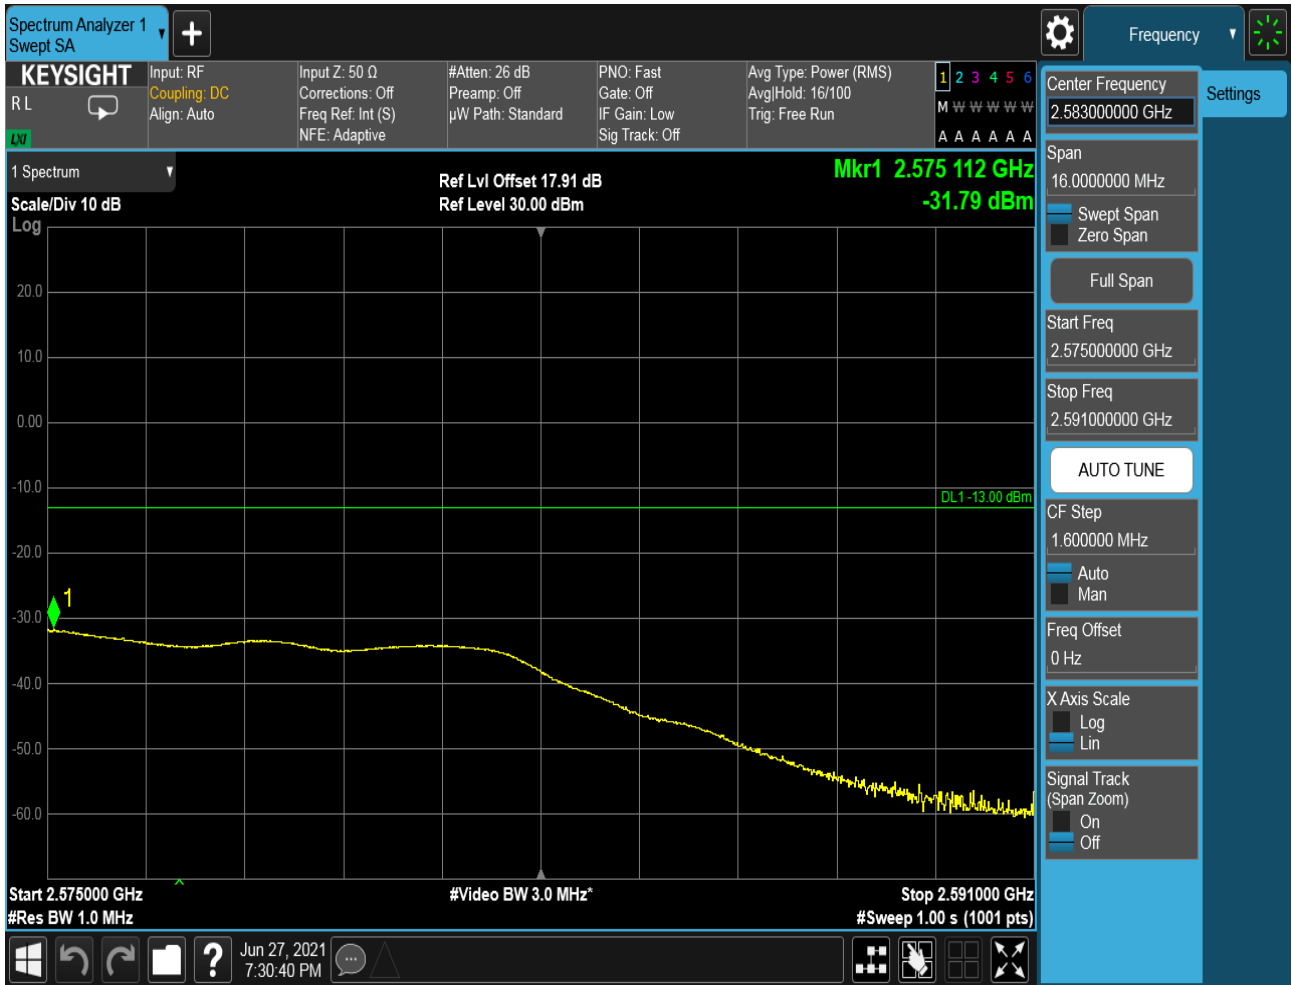 Spectrum Analyzer 1
Swept SA
Frequency
KEYSIGHT
R L
LXI
Input: RF
Coupling: DC
Align: Auto
Input Z: 50 Ω
Corrections: Off
Freq Ref: Int (S)
NFE: Adaptive
#Atten: 26 dB
Preamp: Off
µW Path: Standard
PNO: Fast
Gate: Off
IF Gain: Low
Sig Track: Off
Avg Type: Power (RMS)
Avg|Hold: 16/100
Trig: Free Run
1 2 3 4 5 6
M W W W W W
A A A A A A
1 Spectrum
Scale/Div 10 dB
Log
Ref Lvl Offset 17.91 dB
Ref Level 30.00 dBm
Mkr1 2.575 112 GHz
-31.79 dBm
20.0
10.0
0.00
-10.0
-20.0
-30.0
-40.0
-50.0
-60.0
DL1 -13.00 dBm
1
Start 2.575000 GHz
#Res BW 1.0 MHz
#Video BW 3.0 MHz*
Stop 2.591000 GHz
#Sweep 1.00 s (1001 pts)
Jun 27, 2021
7:30:40 PM
Center Frequency
2.583000000 GHz
Settings
Span
16.0000000 MHz
Swept Span
Zero Span
Full Span
Start Freq
2.575000000 GHz
Stop Freq
2.591000000 GHz
AUTO TUNE
CF Step
1.600000 MHz
Auto
Man
Freq Offset
0 Hz
X Axis Scale
Log
Lin
Signal Track
(Span Zoom)
On
Off